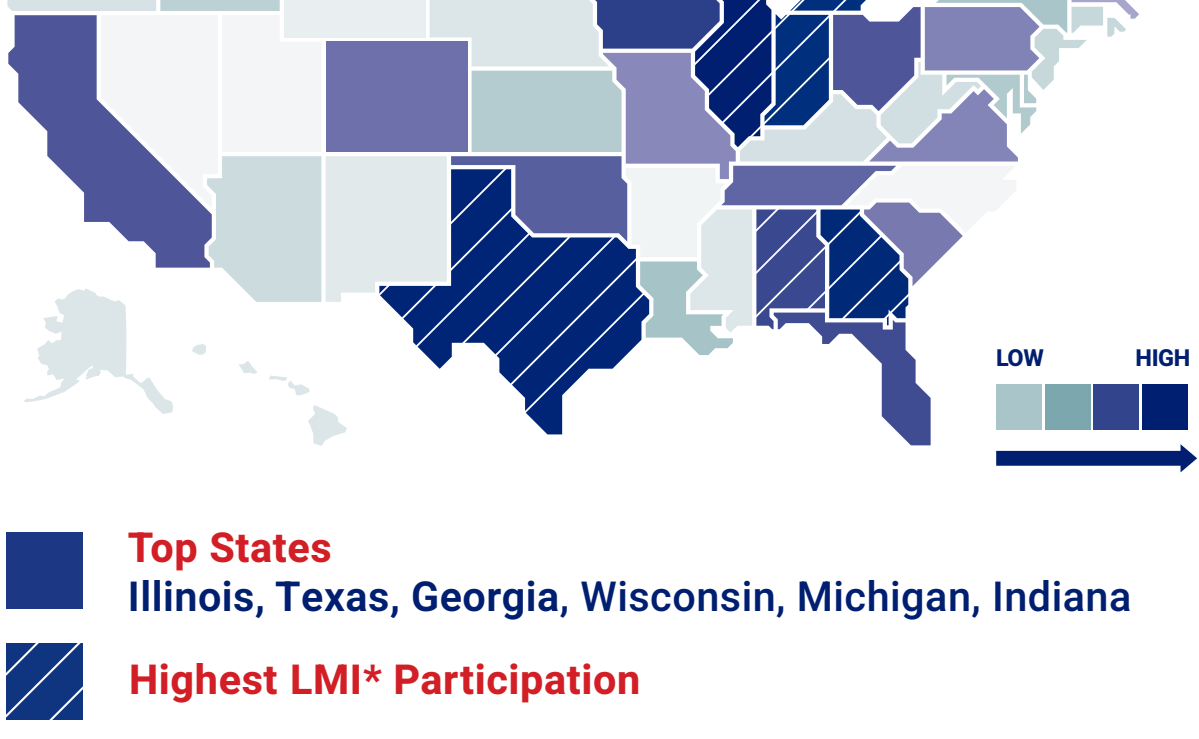 LOW HIGH
Top States
Illinois, Texas, Georgia, Wisconsin, Michigan, Indiana
Highest LMI* Participation